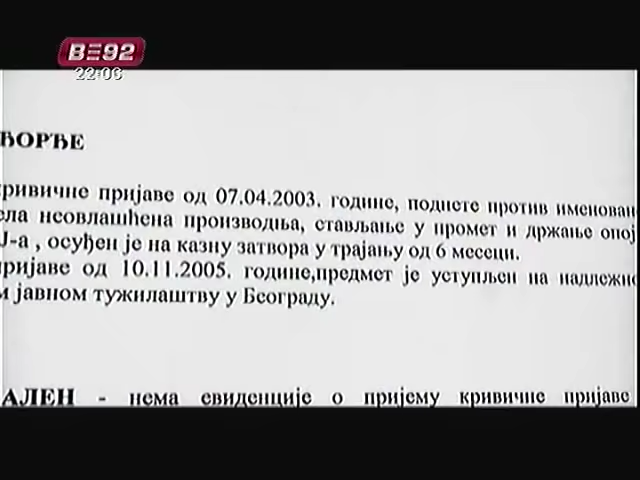 B92
22:06
ЂОРЂЕ
кривичне пријаве од 07.04.2003. године, поднете против именован
ела неовлашћена производња, стављање у промет и држање опој
Ј-а , осуђен је на казну затвора у трајању од 6 месеци.
пријаве од 10.11.2005. године,предмет је уступљен на надлежно
м јавном тужилаштву у Београду.
АЛЕН - нема евиденције о пријему кривичне пријаве